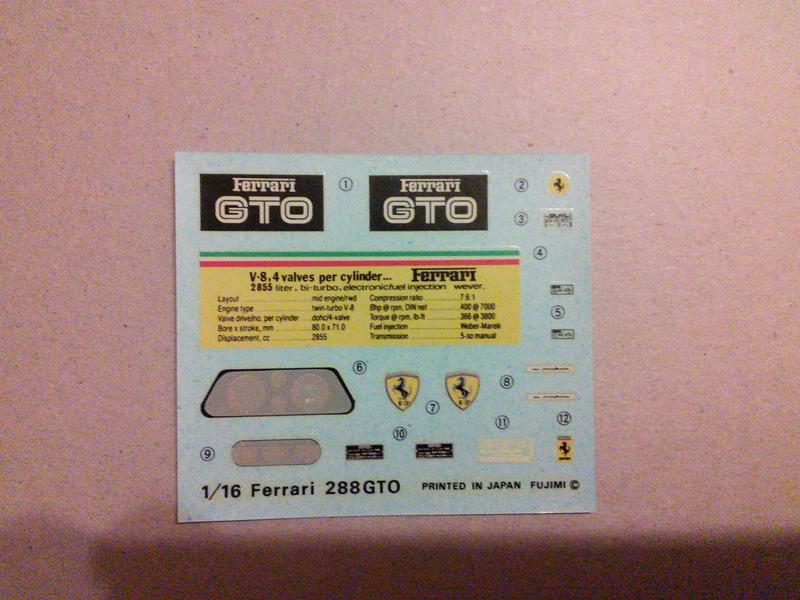 Ferrari
GTO
①
Ferrari
GTO
②
③
④
V-8, 4 valves per cylinder... Ferrari
2855 liter, bi-turbo, electronicfuel injection wever.
Layout mid engine/rwd
Engine type twin-turbo V-8
Valve drive/no. per cylinder dohc/4-valve
Bore x stroke, mm 80.0 x 71.0
Displacement, cc 2855
Compression ratio 7.6:1
Bhp @ rpm, DIN net 400 @ 7000
Torque @ rpm, lb-ft 366 @ 3800
Fuel injection Weber-Marelli
Transmission 5-so manual
⑤
⑥
⑦
⑧
⑨
⑩
⑪
⑫
1/16 Ferrari 288GTO PRINTED IN JAPAN FUJIMI ©